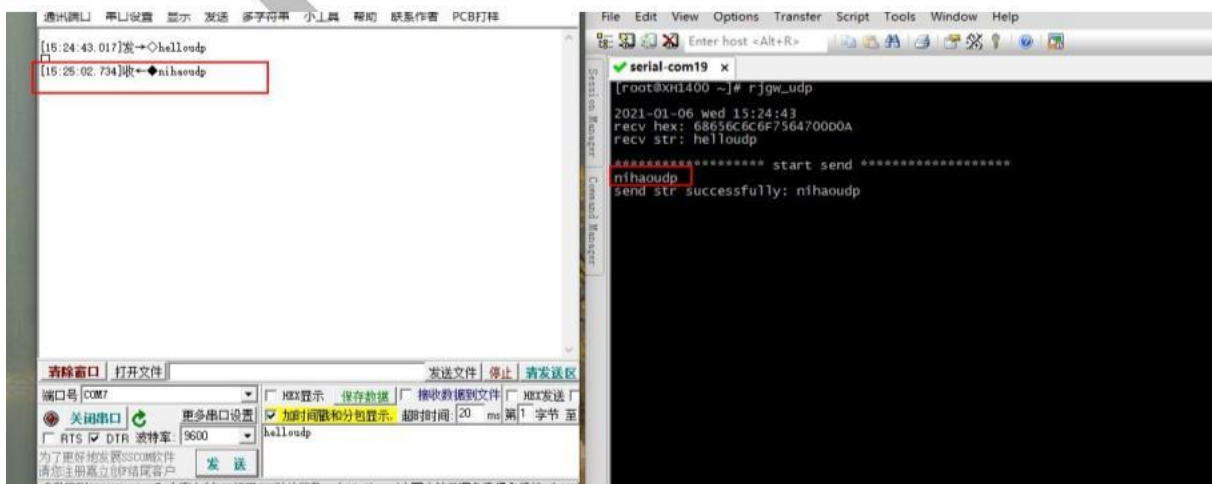 通讯端口 串口设置 显示 发送 多字符串 小工具 帮助 联系作者 PCB打样
[15:24:43.017]发→◇helloudp
□
[15:25:02.734]收←◆nihaoudp
清除窗口 打开文件 发送文件 停止 清发送区
端口号 COM7 HEX显示 保存数据 接收数据到文件 HEX发送
关闭串口 更多串口设置 加时间戳和分包显示. 超时时间: 20 ms 第 1 字节 至
RTS DTR 波特率: 9600 helloudp
为了更好地发展SSCOM软件
请您注册嘉立创F结尾客户
发 送
File Edit View Options Transfer Script Tools Window Help
Enter host <Alt+R>
serial-com19 x
Session Manager
Command Manager
[root@XH1400 ~]# rjgw_udp
2021-01-06 Wed 15:24:43
recv hex: 68656C6C6F7564700D0A
recv str: helloudp
******************* start send *******************
nihaoudp
send str successfully: nihaoudp